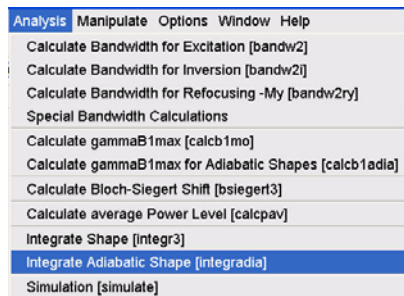 Analysis Manipulate Options Window Help
Calculate Bandwidth for Excitation [bandw2]
Calculate Bandwidth for Inversion [bandw2i]
Calculate Bandwidth for Refocusing -My [bandw2ry]
Special Bandwidth Calculations
Calculate gammaB1max [calcb1mo]
Calculate gammaB1max for Adiabatic Shapes [calcb1adia]
Calculate Bloch-Siegert Shift [bsiegert3]
Calculate average Power Level [calcpav]
Integrate Shape [integr3]
Integrate Adiabatic Shape [integradia]
Simulation [simulate]